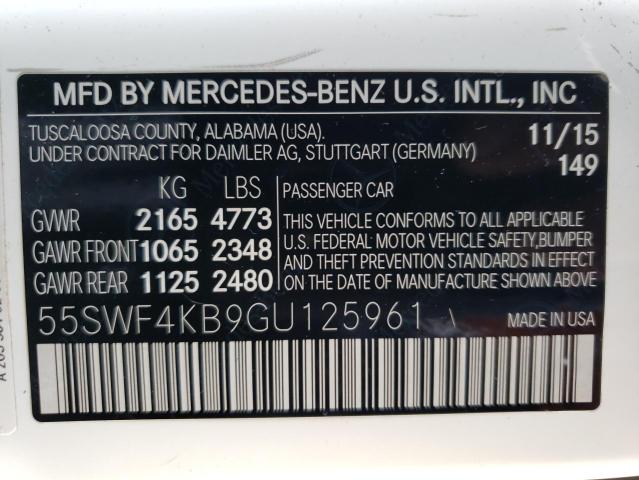 MFD BY MERCEDES-BENZ U.S. INTL., INC
TUSCALOOSA COUNTY, ALABAMA (USA). 11/15
UNDER CONTRACT FOR DAIMLER AG, STUTTGART (GERMANY) 149
KG LBS
GVWR 2165 4773
GAWR FRONT 1065 2348
GAWR REAR 1125 2480
PASSENGER CAR
THIS VEHICLE CONFORMS TO ALL APPLICABLE
U.S. FEDERAL MOTOR VEHICLE SAFETY,BUMPER
AND THEFT PREVENTION STANDARDS IN EFFECT
ON THE DATE OF MANUFACTURE SHOWN ABOVE.
55SWF4KB9GU125961 \ MADE IN USA